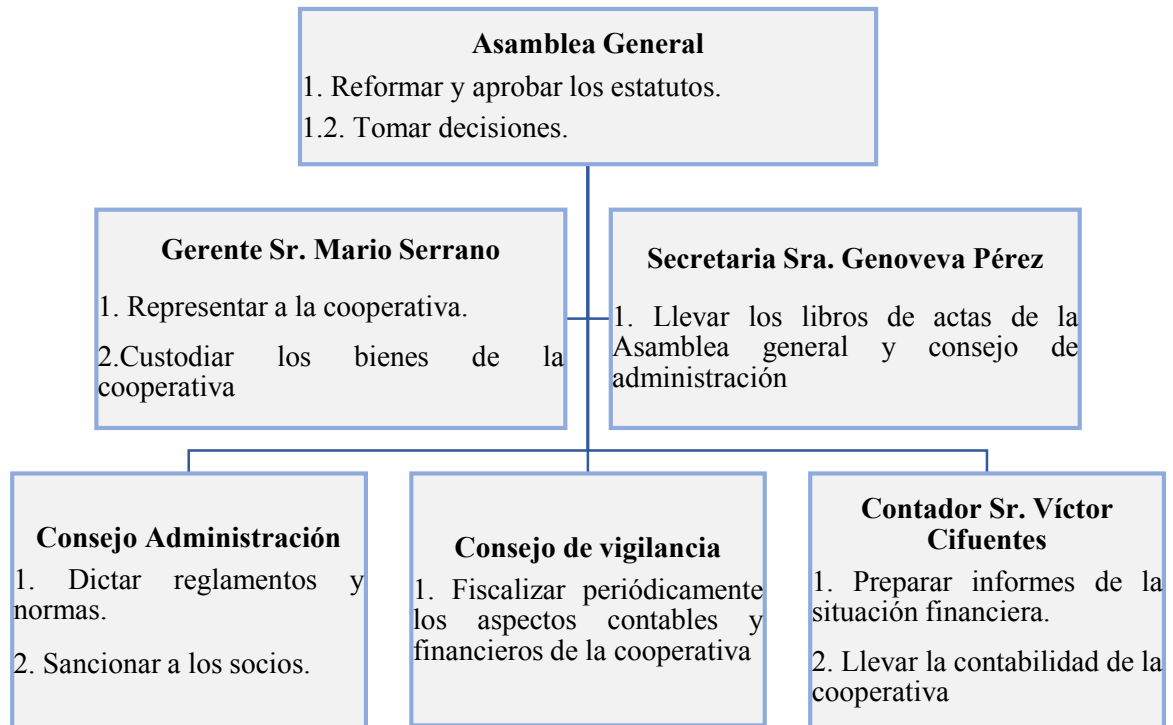 Asamblea General
1. Reformar y aprobar los estatutos.
1.2. Tomar decisiones.
Gerente Sr. Mario Serrano
1. Representar a la cooperativa.
2.Custodiar los bienes de la
cooperativa
Secretaria Sra. Genoveva Pérez
1. Llevar los libros de actas de la
Asamblea general y consejo de
administración
Consejo Administración
1. Dictar reglamentos y
normas.
2. Sancionar a los socios.
Consejo de vigilancia
1. Fiscalizar periódicamente
los aspectos contables y
financieros de la cooperativa
Contador Sr. Víctor
Cifuentes
1. Preparar informes de la
situación financiera.
2. Llevar la contabilidad de la
cooperativa